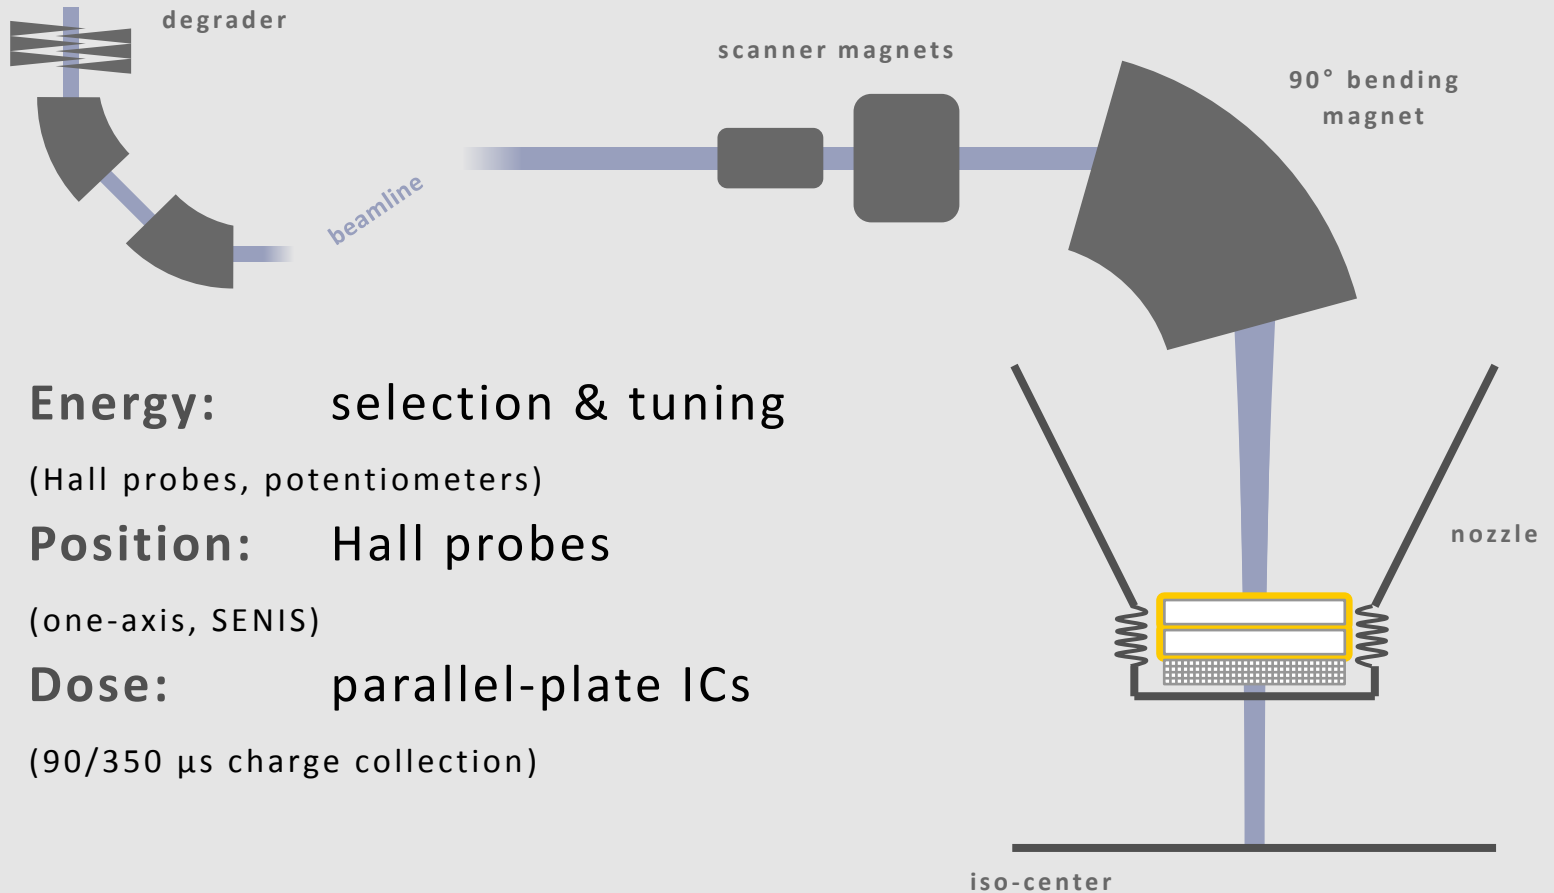 degrader
scanner magnets
90° bending
magnet
beamline
Energy: selection & tuning
(Hall probes, potentiometers)
Position: Hall probes
(one-axis, SENIS)
Dose: parallel-plate ICs
(90/350 µs charge collection)
nozzle
iso-center